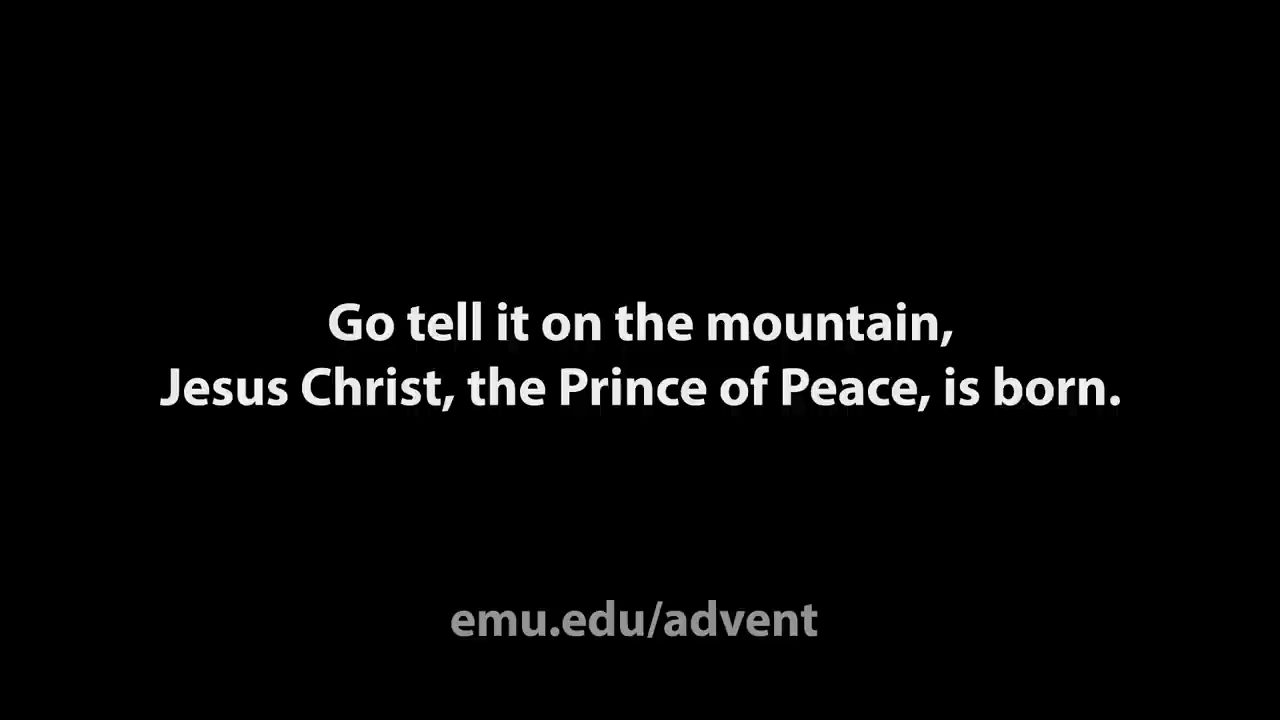 Go tell it on the mountain,
Jesus Christ, the Prince of Peace, is born.
emu.edu/advent